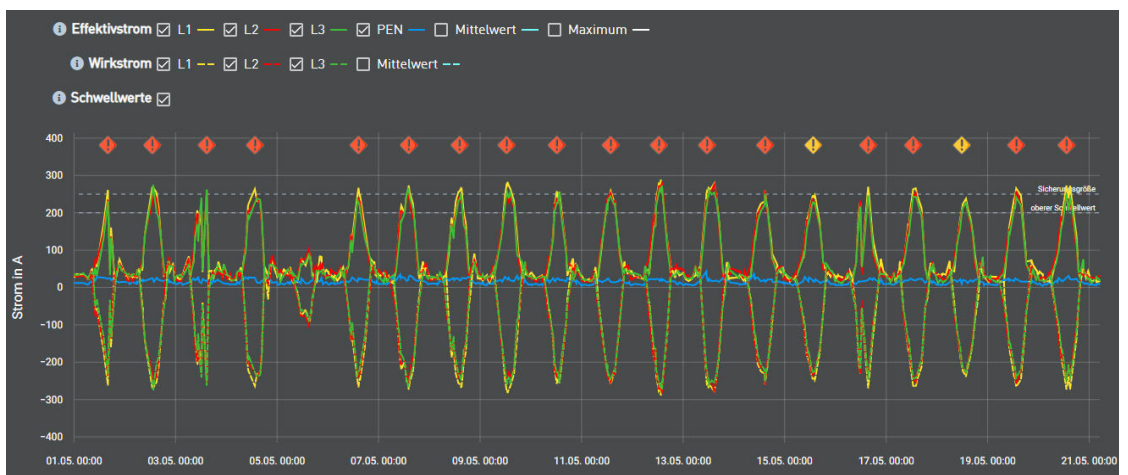 Effektivstrom L1 L2 L3 PEN Mittelwert Maximum
Wirkstrom L1 L2 L3 Mittelwert
Schwellwerte
Strom in A
400
300
Sicherungsgröße
200
oberer Schwellwert
100
0
−100
−200
−300
−400
01.05. 00:00 03.05. 00:00 05.05. 00:00 07.05. 00:00 09.05. 00:00 11.05. 00:00 13.05. 00:00 15.05. 00:00 17.05. 00:00 19.05. 00:00 21.05. 00:00